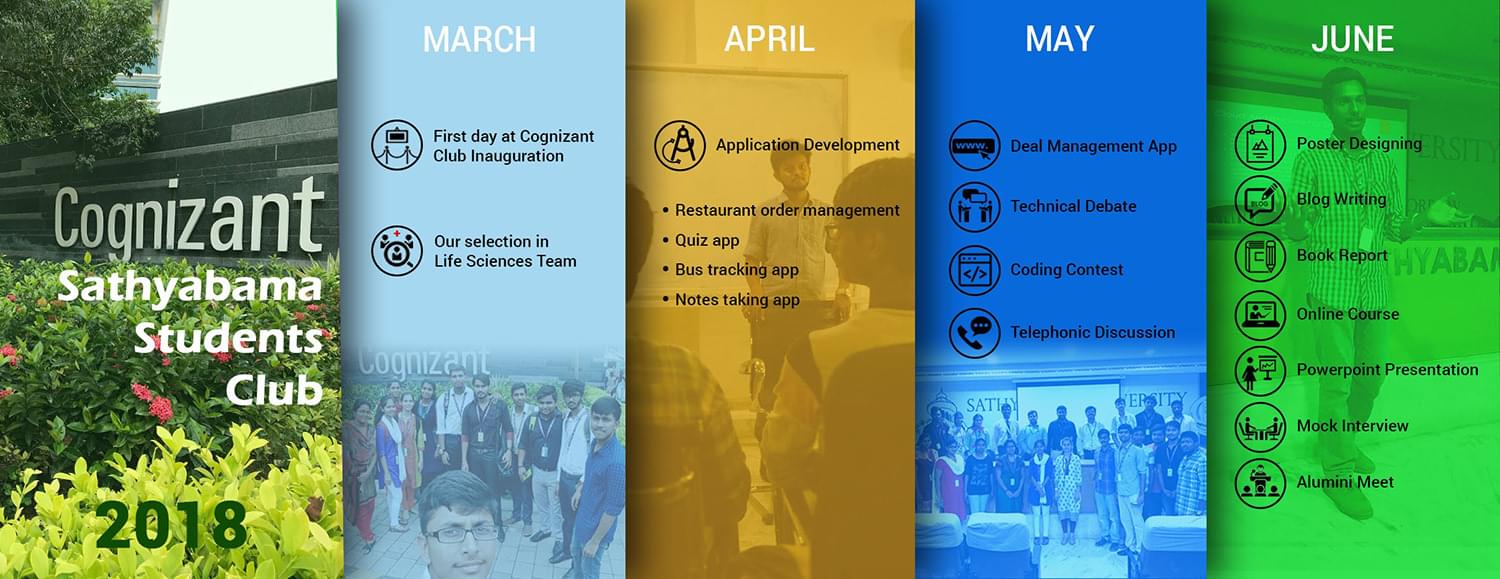 Cognizant
Sathyabama
Students
Club
2018
MARCH
First day at Cognizant
Club Inauguration
Our selection in
Life Sciences Team
Cognizant
APRIL
Application Development
• Restaurant order management
• Quiz app
• Bus tracking app
• Notes taking app
MAY
www.
Deal Management App
Technical Debate
Coding Contest
Telephonic Discussion
SATHY VERSITY
JUNE
Poster Designing
BLOG
Blog Writing
Book Report
Online Course
Powerpoint Presentation
Mock Interview
Alumini Meet
VERSITY
HYABAM